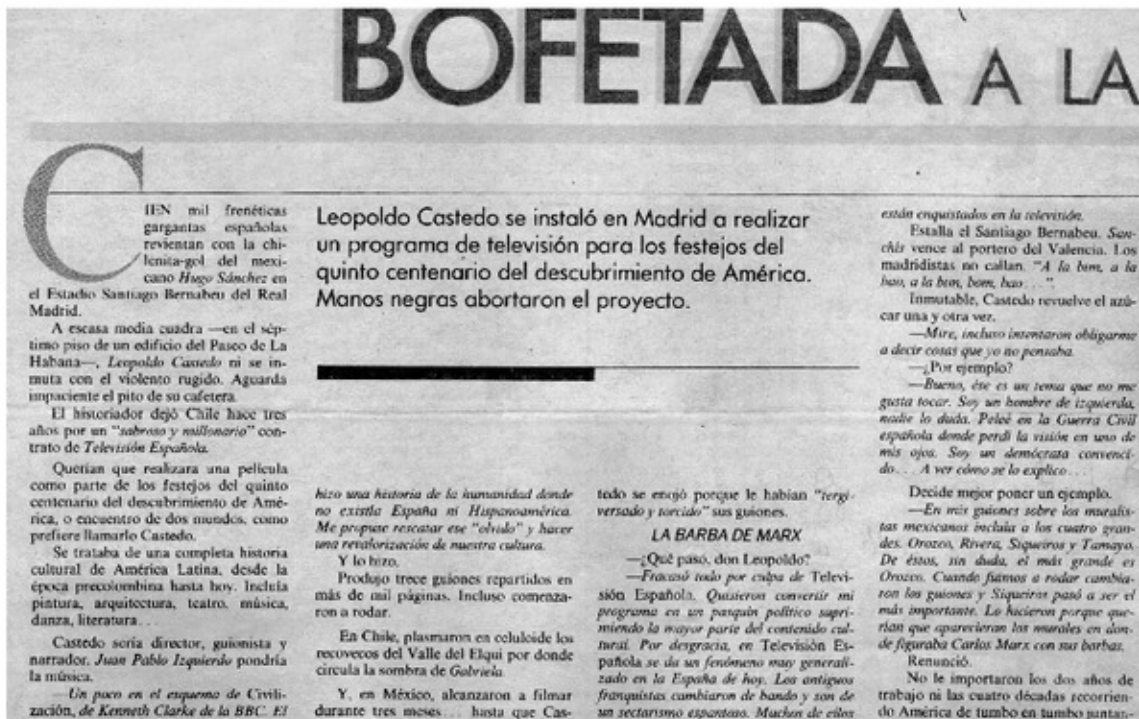 BOFETADA A LA
CIEN mil frenéticas
gargantas españolas
revientan con la chi-
lenita-gol del mexi-
cano Hugo Sánchez en
el Estadio Santiago Bernabeu del Real
Madrid.
A escasa media cuadra —en el sép-
timo piso de un edificio del Paseo de La
Habana—, Leopoldo Castedo ni se in-
muta con el violento rugido. Aguarda
impaciente el pito de su cafetera.
El historiador dejó Chile hace tres
años por un "sabroso y millonario" con-
trato de Televisión Española.
Querían que realizara una película
como parte de los festejos del quinto
centenario del descubrimiento de Amé-
rica, o encuentro de dos mundos, como
prefiere llamarlo Castedo.
Se trataba de una completa historia
cultural de América Latina, desde la
época precolombina hasta hoy. Incluía
pintura, arquitectura, teatro, música,
danza, literatura...
Castedo sería director, guionista y
narrador. Juan Pablo Izquierdo pondría
la música.
—Un poco en el esquema de Civili-
zación, de Kenneth Clarke de la BBC. El
Leopoldo Castedo se instaló en Madrid a realizar
un programa de televisión para los festejos del
quinto centenario del descubrimiento de América.
Manos negras abortaron el proyecto.
hizo una historia de la humanidad donde
no existía España ni Hispanoamérica.
Me propuse rescatar ese "olvido" y hacer
una revalorización de nuestra cultura.
Y lo hizo.
Produjo trece guiones repartidos en
más de mil páginas. Incluso comenza-
ron a rodar.
En Chile, plasmaron en celuloide los
recovecos del Valle del Elqui por donde
circula la sombra de Gabriela.
Y, en México, alcanzaron a filmar
durante tres meses... hasta que Cas-
tedo se enojó porque le habían "tergi-
versado y torcido" sus guiones.
LA BARBA DE MARX
—¿Qué pasó, don Leopoldo?
—Fracasó todo por culpa de Televi-
sión Española. Quisieron convertir mi
programa en un pasquín político supri-
miendo la mayor parte del contenido cul-
tural. Por desgracia, en Televisión Es-
pañola se da un fenómeno muy generali-
zado en la España de hoy. Los antiguos
franquistas cambiaron de bando y son de
un sectarismo espantoso. Muchos de ellos
están enquistados en la televisión.
Estalla el Santiago Bernabeu. San-
chís vence al portero del Valencia. Los
madridistas no callan. "A la bim, a la
bao, a la bim, bom, bao...".
Inmutable, Castedo revuelve el azú-
car una y otra vez.
—Mire, incluso intentaron obligarme
a decir cosas que yo no pensaba.
—¿Por ejemplo?
—Bueno, ése es un tema que no me
gusta tocar. Soy un hombre de izquierda,
nadie lo duda. Peleé en la Guerra Civil
española donde perdí la visión en uno de
mis ojos. Soy un demócrata convenci-
do... A ver cómo se lo explico...
Decide mejor poner un ejemplo.
—En mis guiones sobre los muralis-
tas mexicanos incluía a los cuatro gran-
des. Orozco, Rivera, Siqueiros y Tamayo.
De éstos, sin duda, el más grande es
Orozco. Cuando fuimos a rodar cambia-
ron los guiones y Siqueiros pasó a ser el
más importante. Lo hicieron porque que-
rían que aparecieran los murales en don-
de figuraba Carlos Marx con sus barbas.
Renunció.
No le importaron los dos años de
trabajo ni las cuatro décadas recorrien-
do América de tumbo en tumbo juntan-